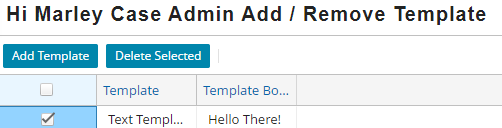 Hi Marley Case Admin Add / Remove Template
Add Template Delete Selected
Template Template Bo...
Text Templ... Hello There!